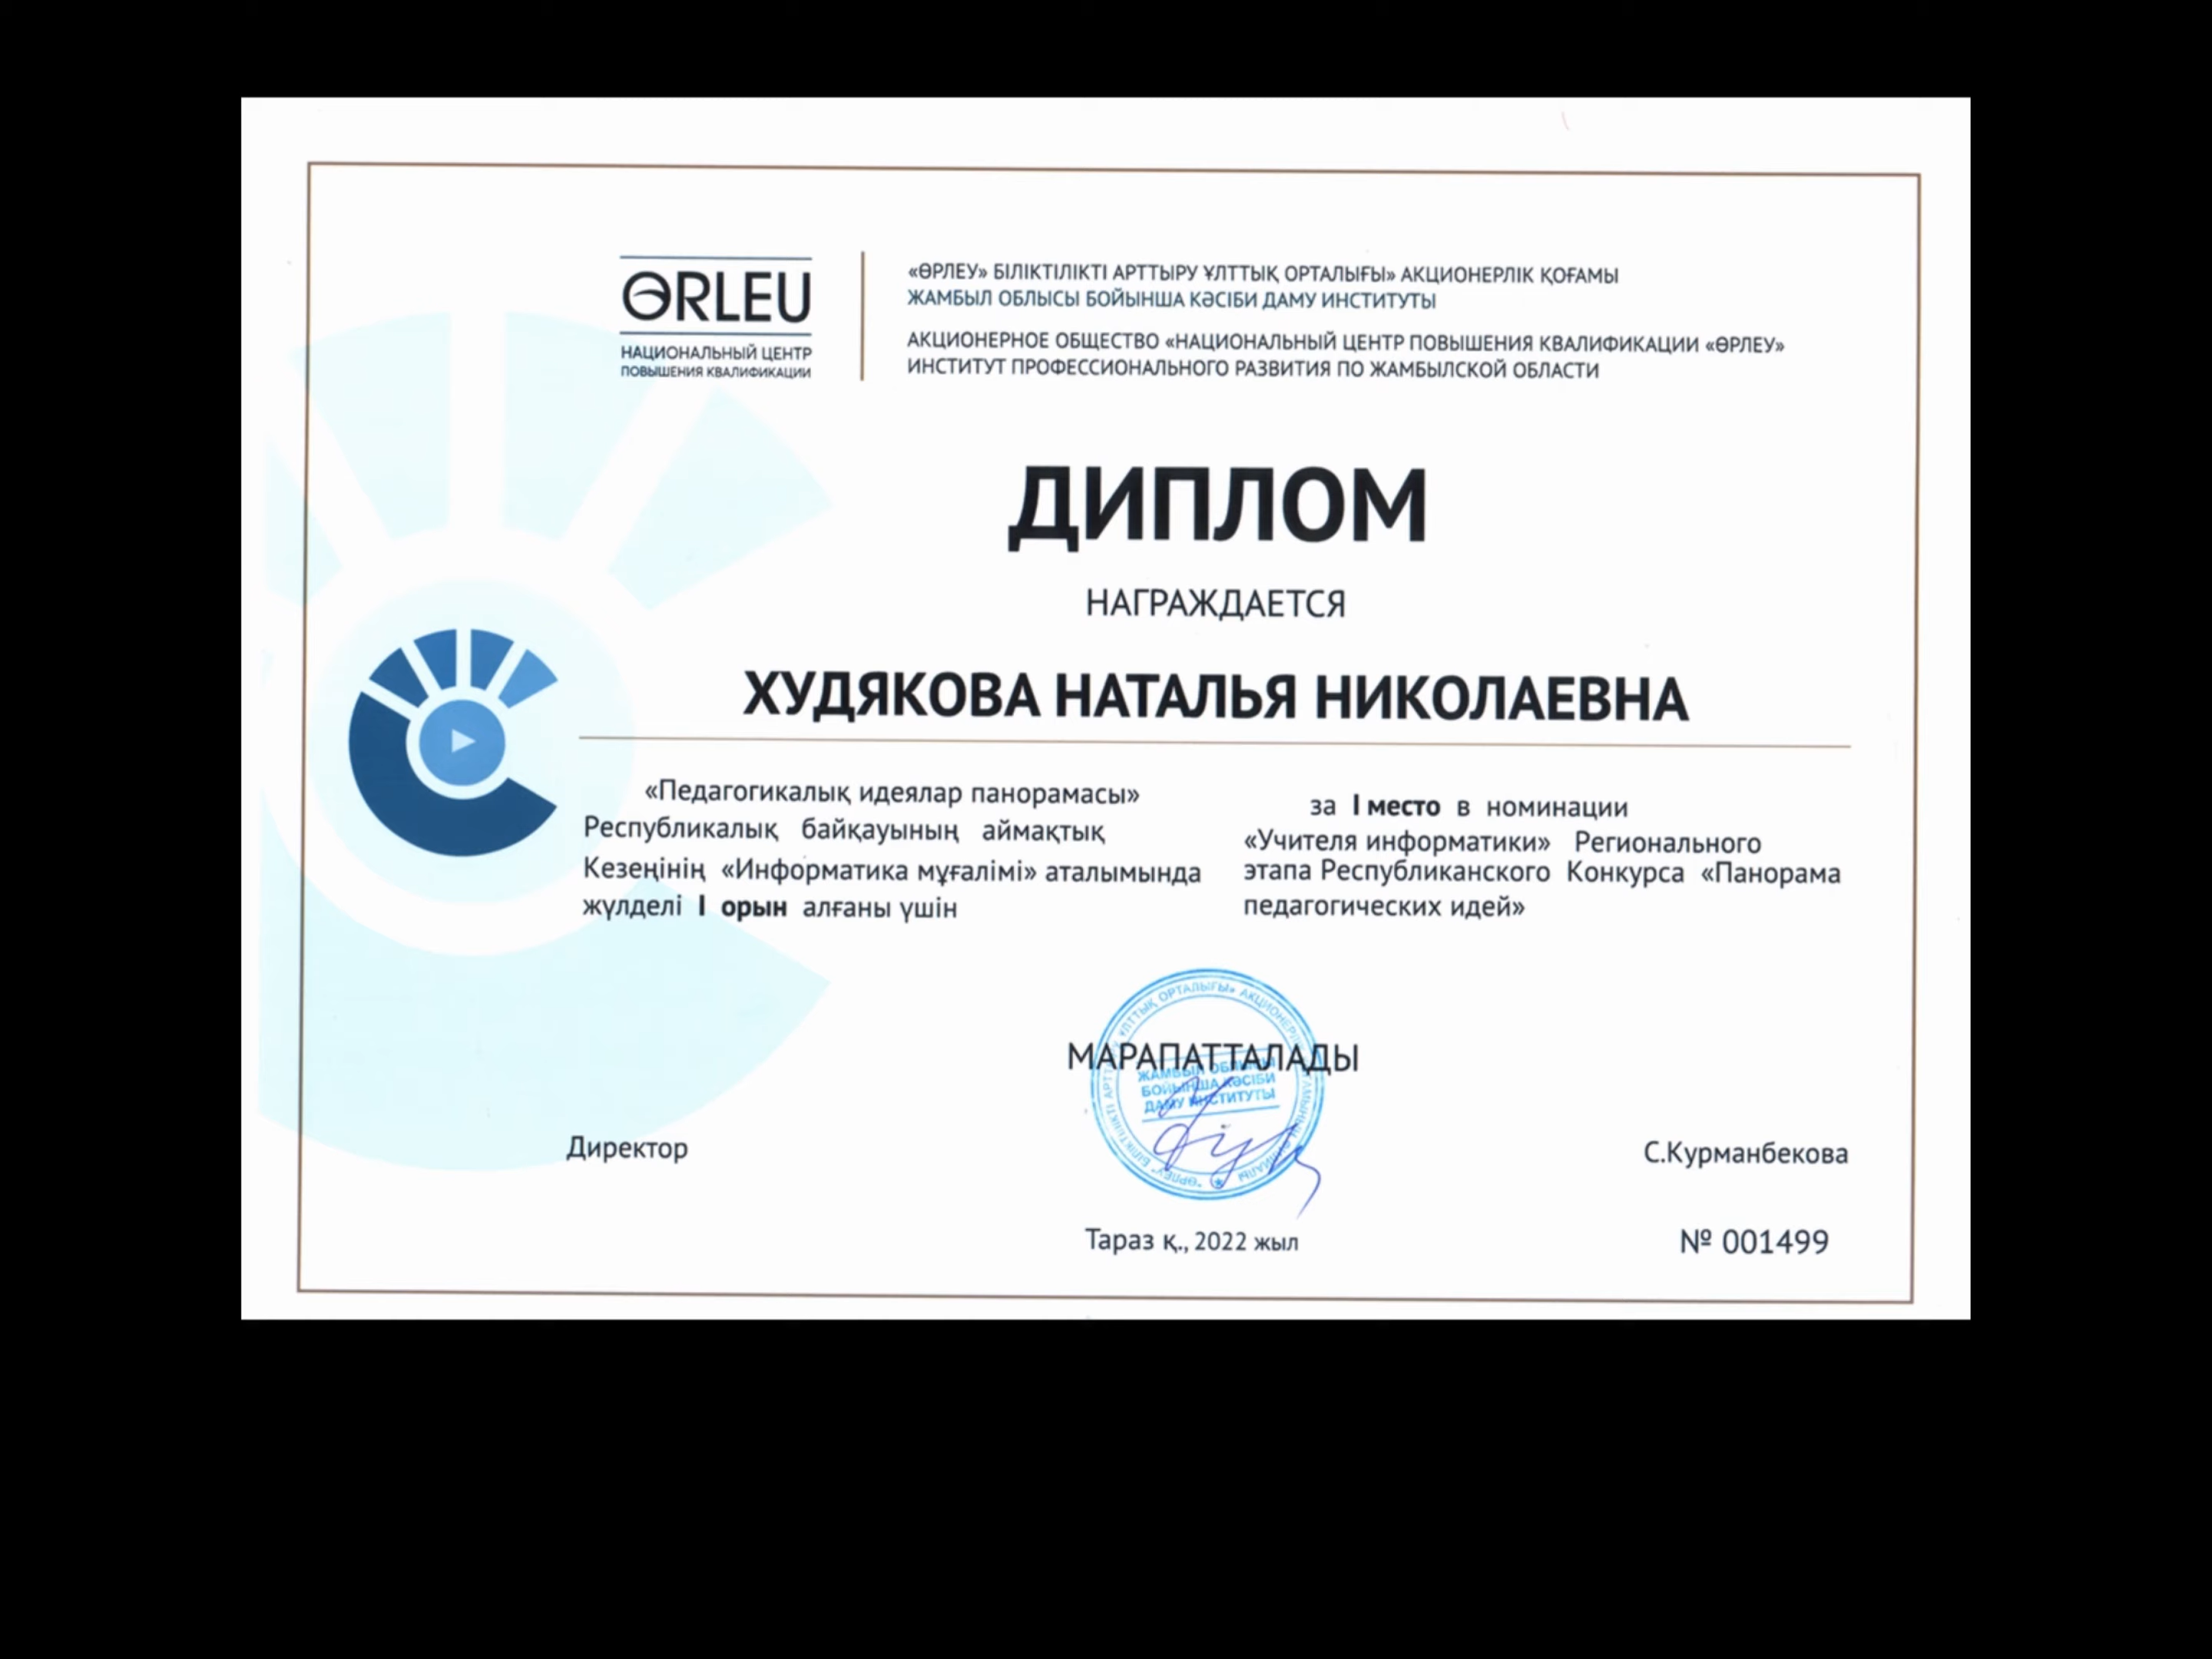 ӨRLEU
НАЦИОНАЛЬНЫЙ ЦЕНТР
ПОВЫШЕНИЯ КВАЛИФИКАЦИИ
«ӨРЛЕУ» БІЛІКТІЛІКТІ АРТТЫРУ ҰЛТТЫҚ ОРТАЛЫҒЫ» АКЦИОНЕРЛІК ҚОҒАМЫ
ЖАМБЫЛ ОБЛЫСЫ БОЙЫНША КӘСІБИ ДАМУ ИНСТИТУТЫ
АКЦИОНЕРНОЕ ОБЩЕСТВО «НАЦИОНАЛЬНЫЙ ЦЕНТР ПОВЫШЕНИЯ КВАЛИФИКАЦИИ «ӨРЛЕУ»
ИНСТИТУТ ПРОФЕССИОНАЛЬНОГО РАЗВИТИЯ ПО ЖАМБЫЛСКОЙ ОБЛАСТИ
ДИПЛОМ
НАГРАЖДАЕТСЯ
ХУДЯКОВА НАТАЛЬЯ НИКОЛАЕВНА
«Педагогикалық идеялар панорамасы»
Республикалық байқауының аймақтық
Кезеңінің «Информатика мұғалімі» аталымында
жүлделі I орын алғаны үшін
за I место в номинации
«Учителя информатики» Регионального
этапа Республиканского Конкурса «Панорама
педагогических идей»
МАРАПАТТАЛАДЫ
ЖАМБЫЛ ОБЛЫСЫ
БОЙЫНША КӘСІБИ
ДАМУ ИНСТИТУТЫ
Директор
С.Курманбекова
Тараз қ., 2022 жыл
№ 001499